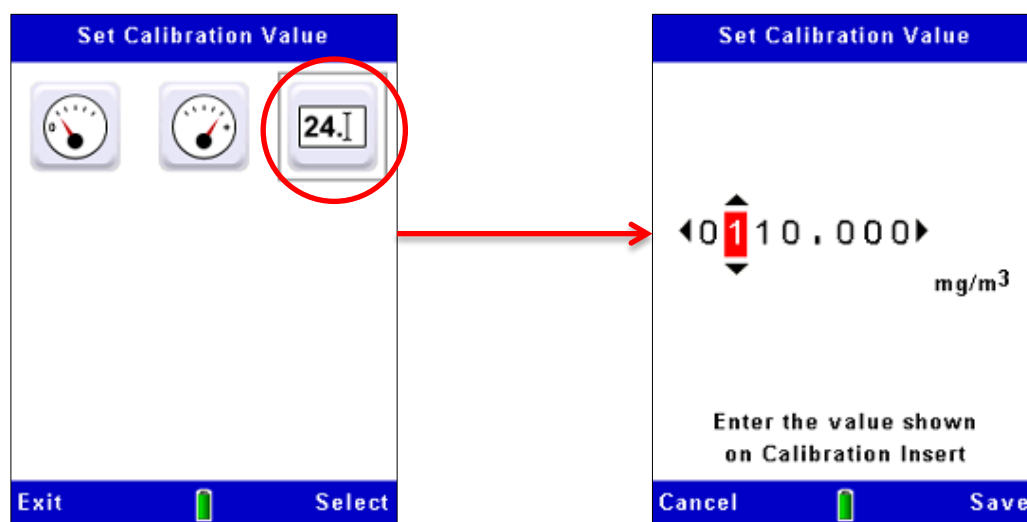 Set Calibration Value
0
+
24.
Exit
Select
Set Calibration Value
0110.000
mg/m³
Enter the value shown
on Calibration Insert
Cancel
Save